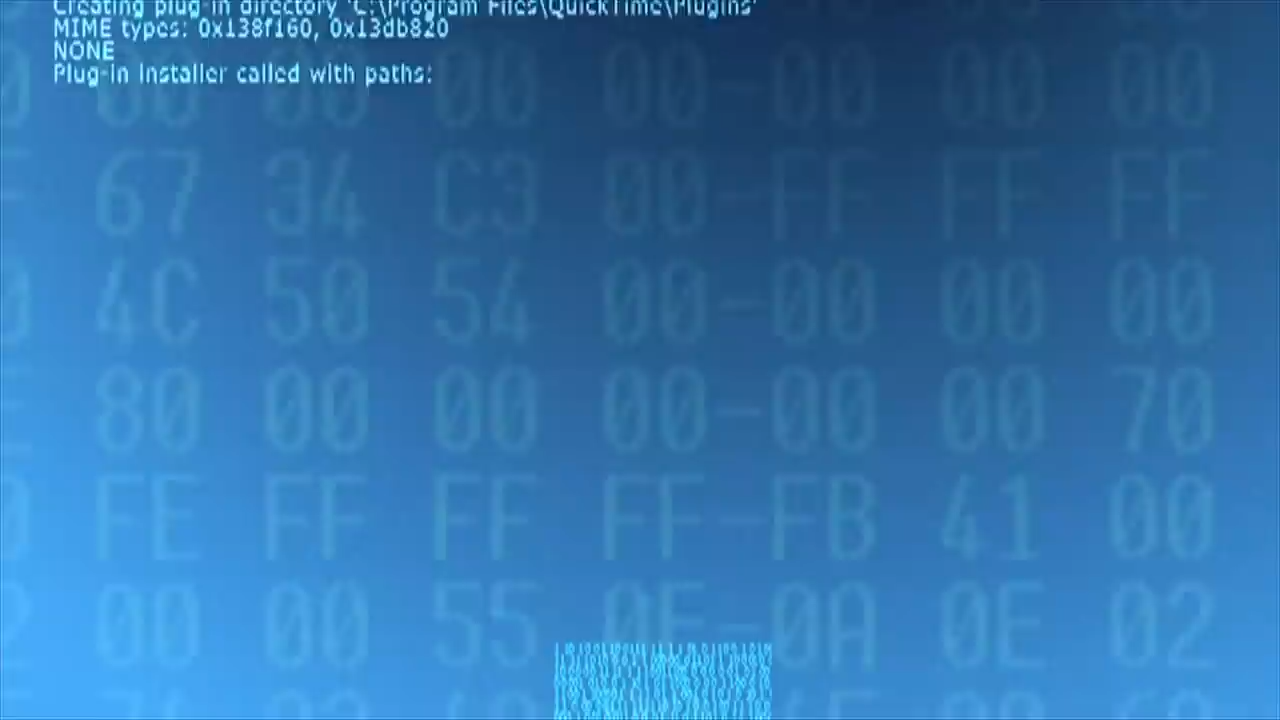 Creating plug-in directory 'C:\Program Files\QuickTime\Plugins'
MIME types: 0x138f160, 0x13db820
NONE
Plug-in installer called with paths:
00 00 00 00-00 00 00
67 34 C3 00-FF FF FF
4C 50 54 00-00 00 00
80 00 00 00-00 00 70
FE FF FF FF-FB 41 00
00 00 55 0E-0A 0E 02